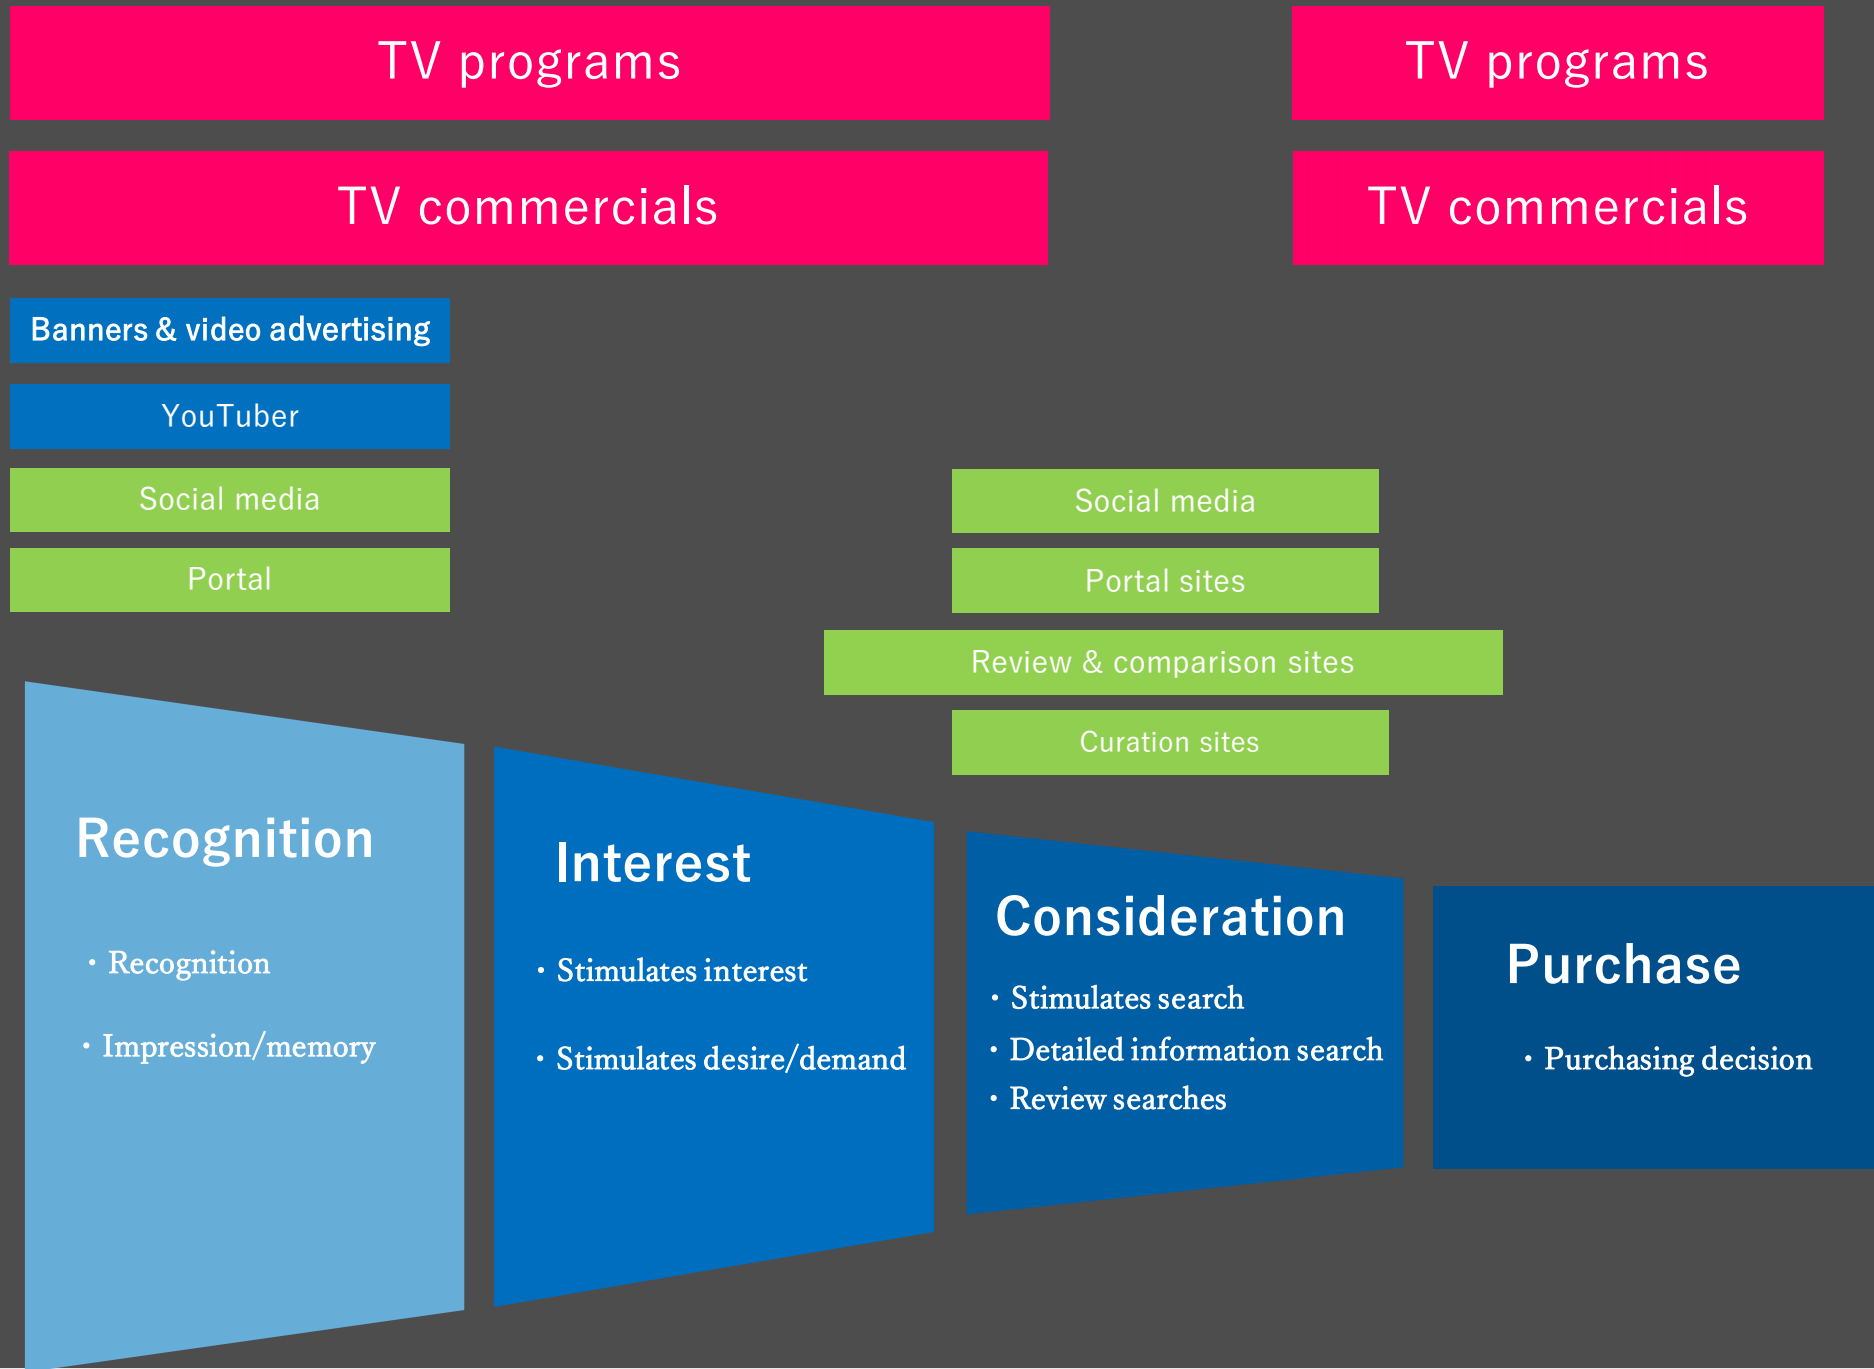 TV programs
TV programs
TV commercials
TV commercials
Banners & video advertising
YouTuber
Social media
Portal
Social media
Portal sites
Review & comparison sites
Curation sites
Recognition
・Recognition
・Impression/memory
Interest
・Stimulates interest
・Stimulates desire/demand
Consideration
・Stimulates search
・Detailed information search
・Review searches
Purchase
・Purchasing decision